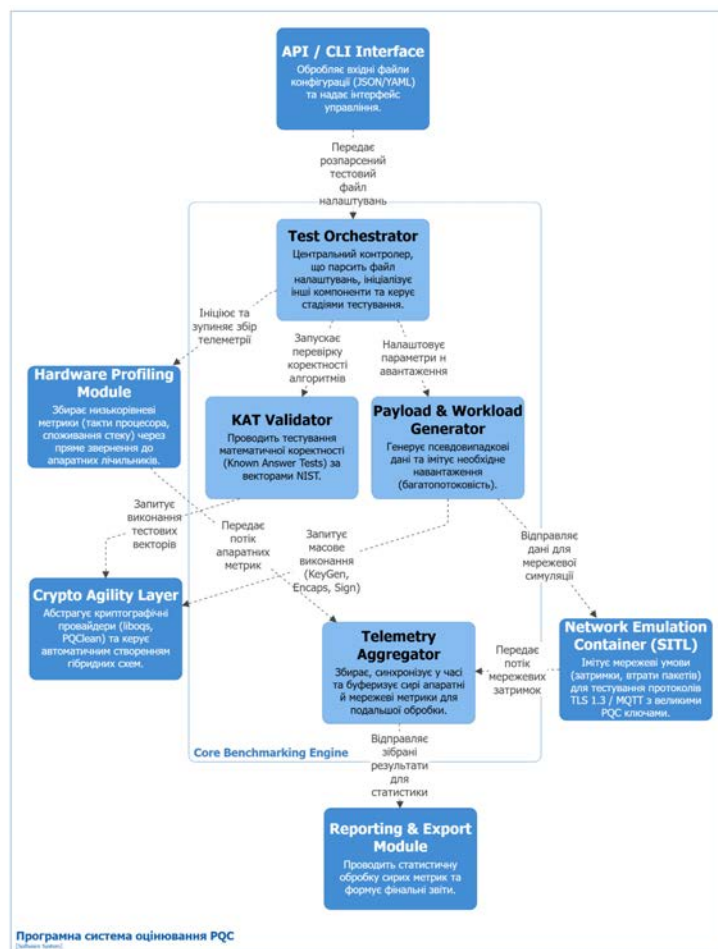 API / CLI Interface
Обробляє вхідні файли
конфігурації (JSON/YAML)
та надає інтерфейс
управління.
Передає
розпарсений
тестовий
файл
налаштувань
Test Orchestrator
Центральний контролер,
що парсить файл
налаштувань, ініціалізує
інші компоненти та керує
стадіями тестування.
Ініціює та
зупиняє збір
телеметрії
Запускає
перевірку
коректності
алгоритмів
Налаштовує
параметри н
авантаження
Hardware Profiling
Module
Збирає низькорівневі
метрики (такти процесора,
споживання стеку) через
пряме звернення до
апаратних лічильників.
KAT Validator
Проводить тестування
математичної коректності
(Known Answer Tests) за
векторами NIST.
Payload & Workload
Generator
Генерує псевдовипадкові
дані та імітує необхідне
навантаження
(багатопотоковість).
Запитує
виконання
тестових
векторів
Передає
потік
апаратних
метрик
Запитує
масове
виконання
(KeyGen,
Encaps, Sign)
Відправляє
дані для
мережевої
симуляції
Crypto Agility Layer
Абстрагує криптографічні
провайдери (liboqs,
PQClean) та керує
автоматичним створенням
гібридних схем.
Telemetry
Aggregator
Збирає, синхронізує у часі
та буферизує сирі апаратні
й мережеві метрики для
подальшої обробки.
Передає
потік
мережевих
затримок
Network Emulation
Container (SITL)
Імітує мережеві умови
(затримки, втрати пакетів)
для тестування протоколів
TLS 1.3 / MQTT з великими
PQC ключами.
Core Benchmarking Engine
Відправляє
зібрані
результати
для
статистики
Reporting & Export
Module
Проводить статистичну
обробку сирих метрик та
формує фінальні звіти.
Програмна система оцінювання PQC
[Software System]